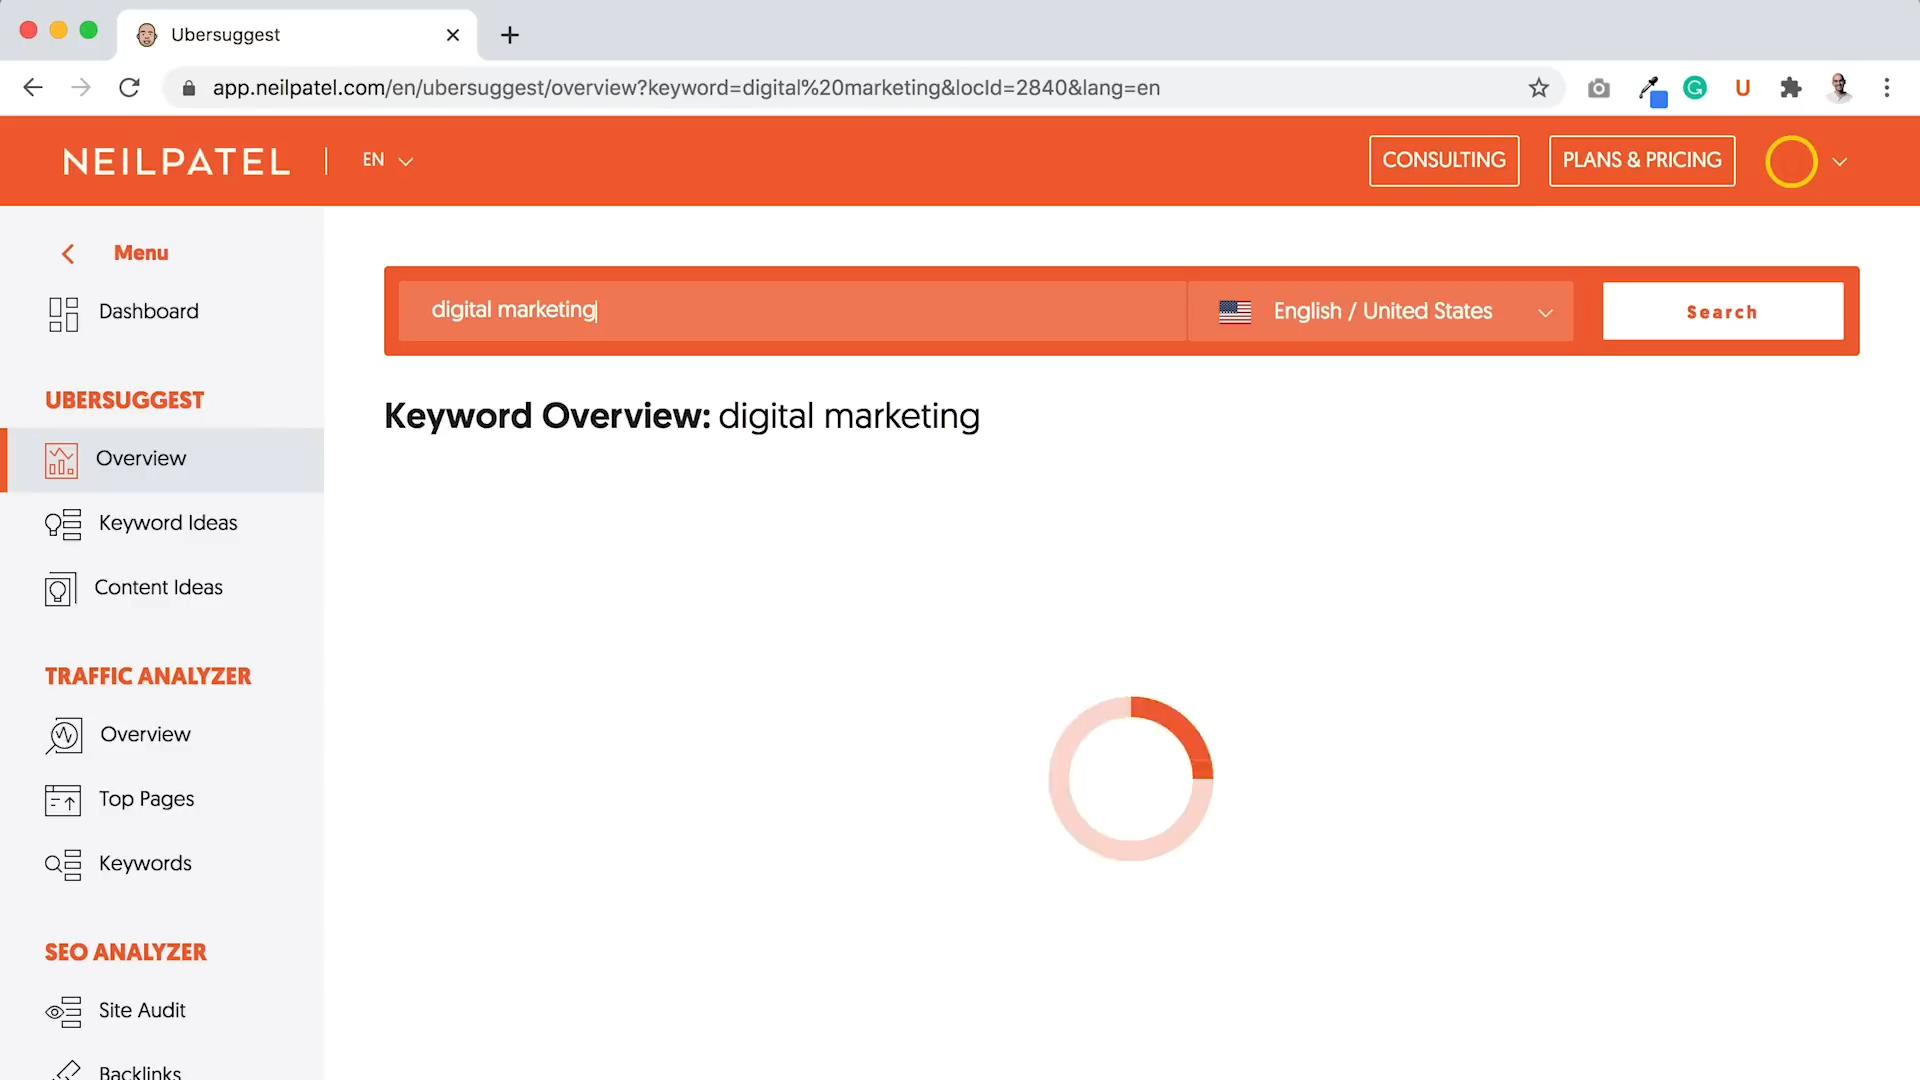 Ubersuggest
app.neilpatel.com/en/ubersuggest/overview?keyword=digital%20marketing&locId=2840&lang=en
NEILPATEL
EN
CONSULTING
PLANS & PRICING
Menu
Dashboard
digital marketing
English / United States
Search
Keyword Overview: digital marketing
UBERSUGGEST
Overview
Keyword Ideas
Content Ideas
TRAFFIC ANALYZER
Overview
Top Pages
Keywords
SEO ANALYZER
Site Audit
Backlinks